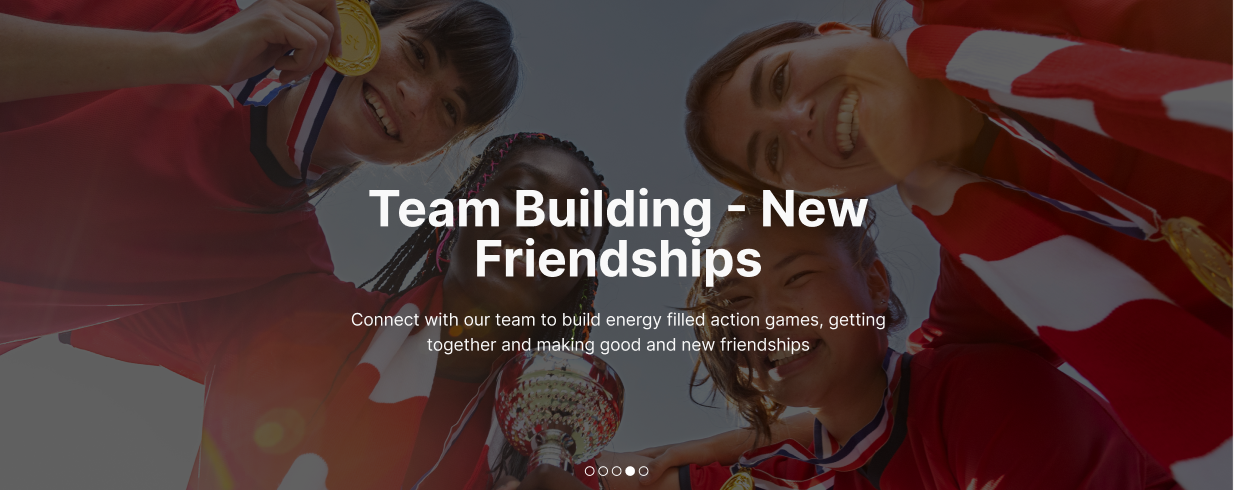 Team Building - New
Friendships
Connect with our team to build energy filled action games, getting
together and making good and new friendships